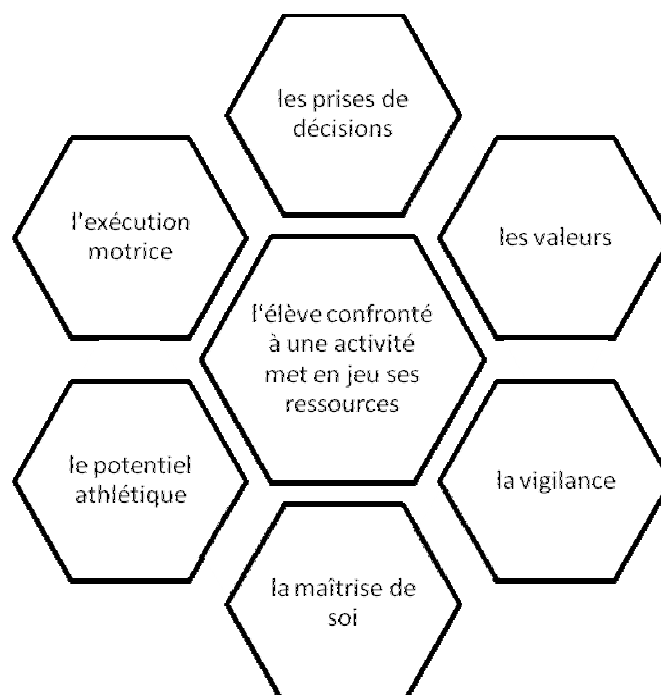 les prises de
décisions
l'exécution
motrice
les valeurs
l'élève confronté
à une activité
met en jeu ses
ressources
le potentiel
athlétique
la vigilance
la maîtrise de
soi